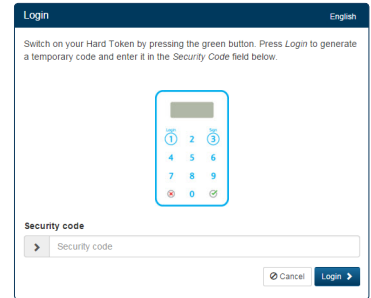 Login English
Switch on your Hard Token by pressing the green button. Press Login to generate
a temporary code and enter it in the Security Code field below.
Login Sign
1 2 3
4 5 6
7 8 9
0
Security code
Security code
Cancel Login